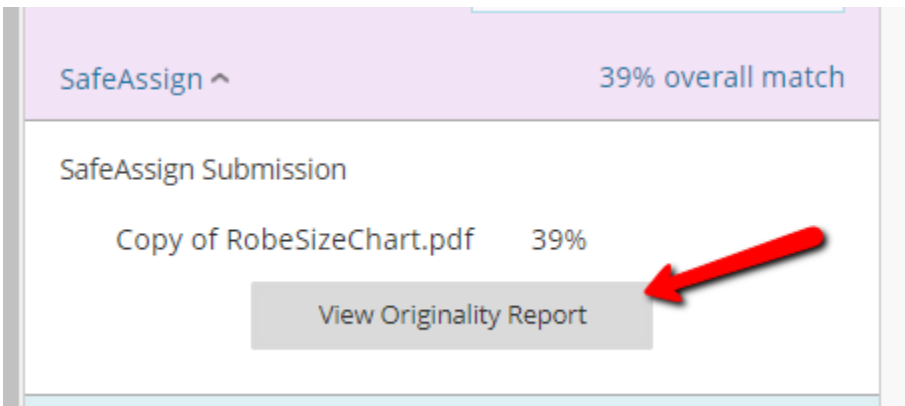 SafeAssign 39% overall match
SafeAssign Submission
Copy of RobeSizeChart.pdf 39%
View Originality Report